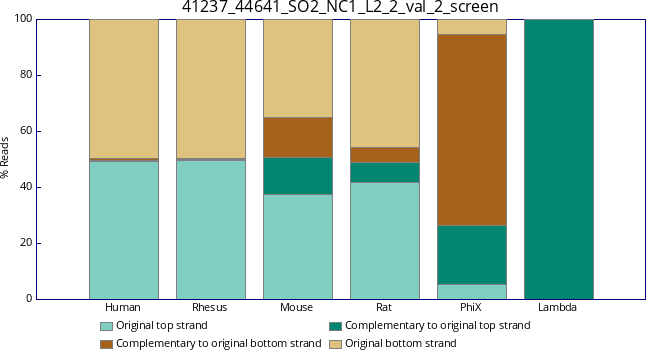 41237_44641_SO2_NC1_L2_2_val_2_screen
100
80
60
40
20
0
% Reads
Human Rhesus Mouse Rat PhiX Lambda
Original top strand Complementary to original top strand
Complementary to original bottom strand Original bottom strand